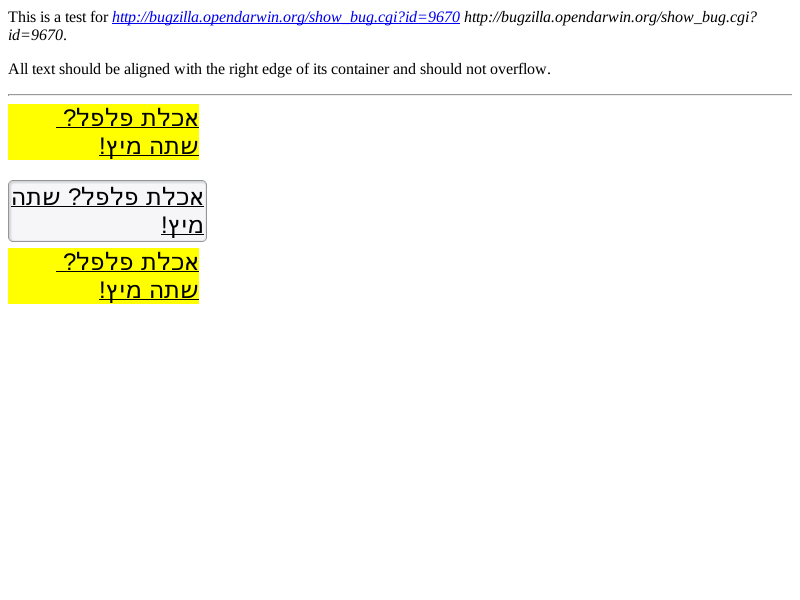 This is a test for http://bugzilla.opendarwin.org/show_bug.cgi?id=9670 http://bugzilla.opendarwin.org/show_bug.cgi?
id=9670.
All text should be aligned with the right edge of its container and should not overflow.
אכלת פלפל?
שתה מיץ!
אכלת פלפל? שתה
מיץ!
אכלת פלפל?
שתה מיץ!